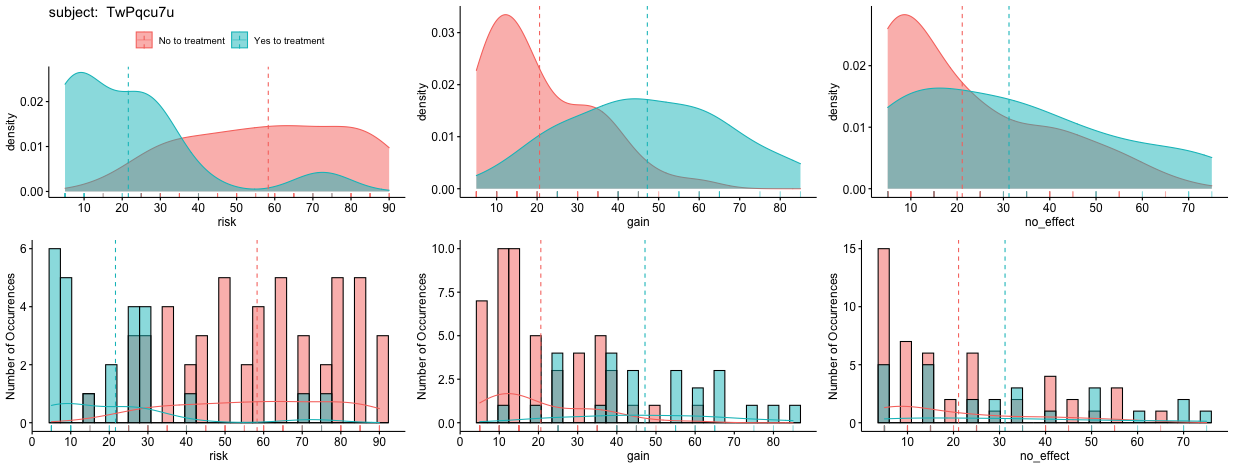 subject: TwPqcu7u
No to treatment Yes to treatment
density
0.02
0.01
0.00
10 20 30 40 50 60 70 80 90
risk
density
0.03
0.02
0.01
0.00
10 20 30 40 50 60 70 80
gain
density
0.02
0.01
0.00
10 20 30 40 50 60 70
no_effect
Number of Occurrences
6
4
2
0
0 10 20 30 40 50 60 70 80 90
risk
Number of Occurrences
10.0
7.5
5.0
2.5
0.0
0 10 20 30 40 50 60 70 80
gain
Number of Occurrences
15
10
5
0
10 20 30 40 50 60 70
no_effect